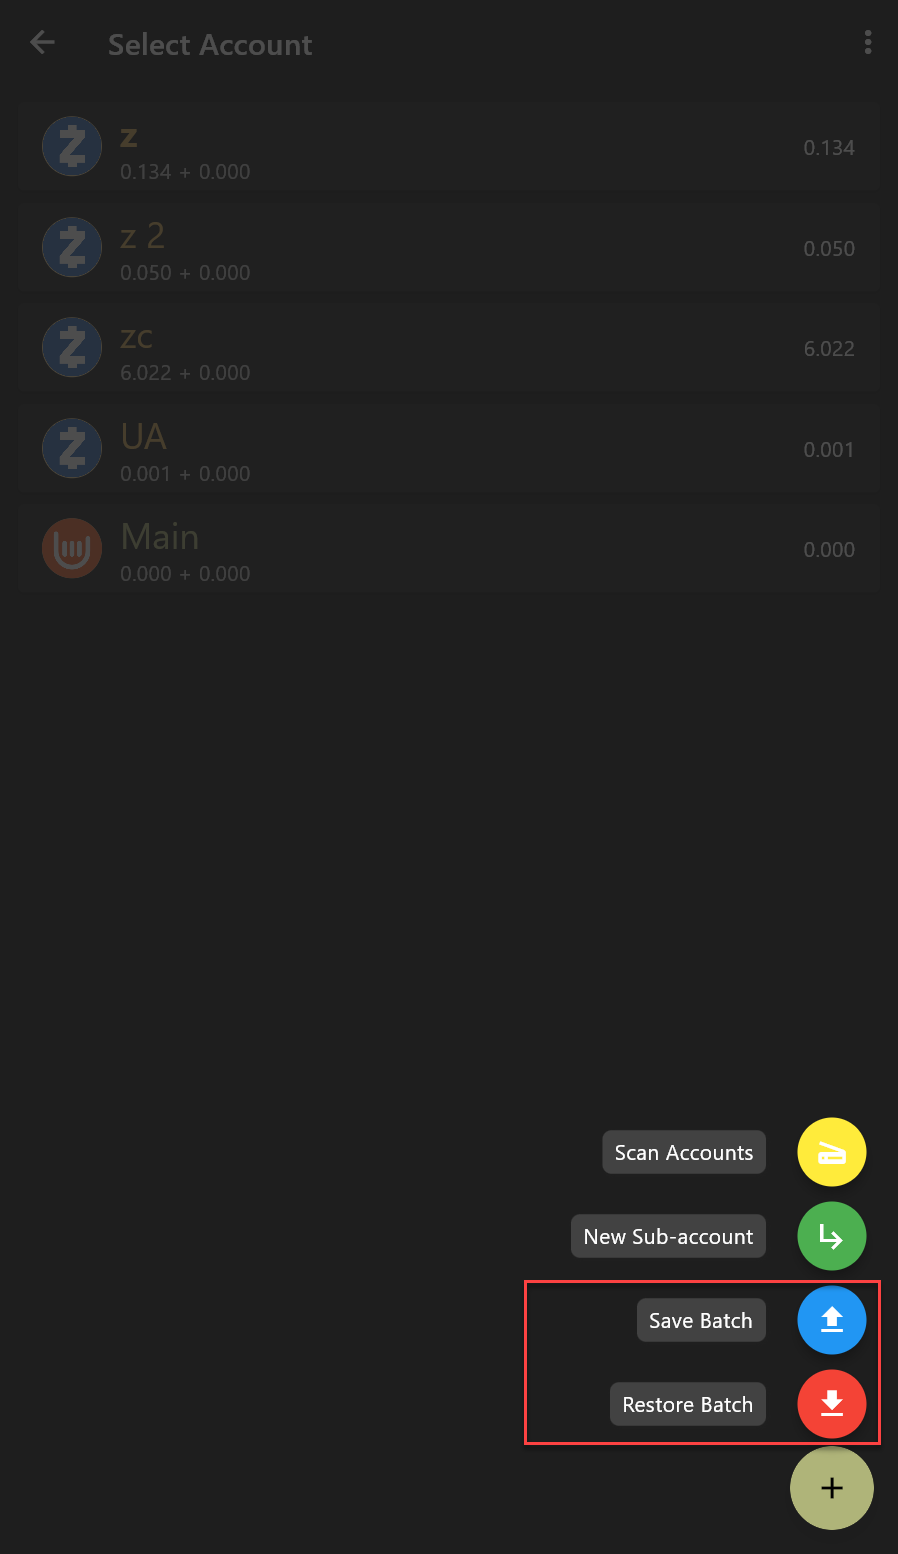 Select Account
z
0.134 + 0.000
0.134
z 2
0.050 + 0.000
0.050
zc
6.022 + 0.000
6.022
UA
0.001 + 0.000
0.001
Main
0.000 + 0.000
0.000
Scan Accounts
New Sub-account
Save Batch
Restore Batch